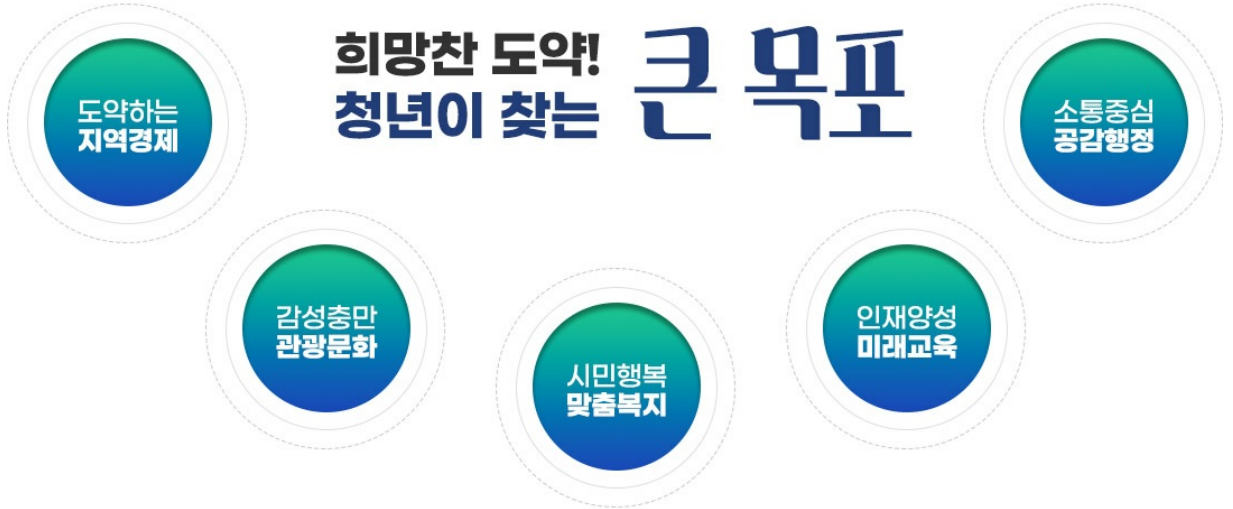 희망찬 도약!
청년이 찾는
큰 목포
도약하는
지역경제
감성충만
관광문화
시민행복
맞춤복지
인재양성
미래교육
소통중심
공감행정